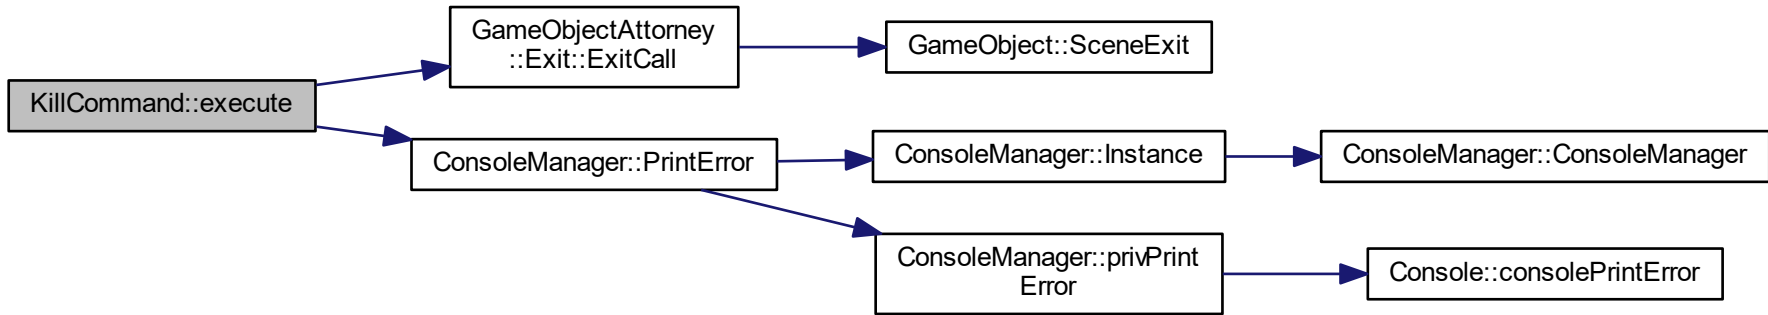 GameObjectAttorney
::Exit::ExitCall
GameObject::SceneExit
KillCommand::execute
ConsoleManager::PrintError
ConsoleManager::Instance
ConsoleManager::ConsoleManager
ConsoleManager::privPrint
Error
Console::consolePrintError